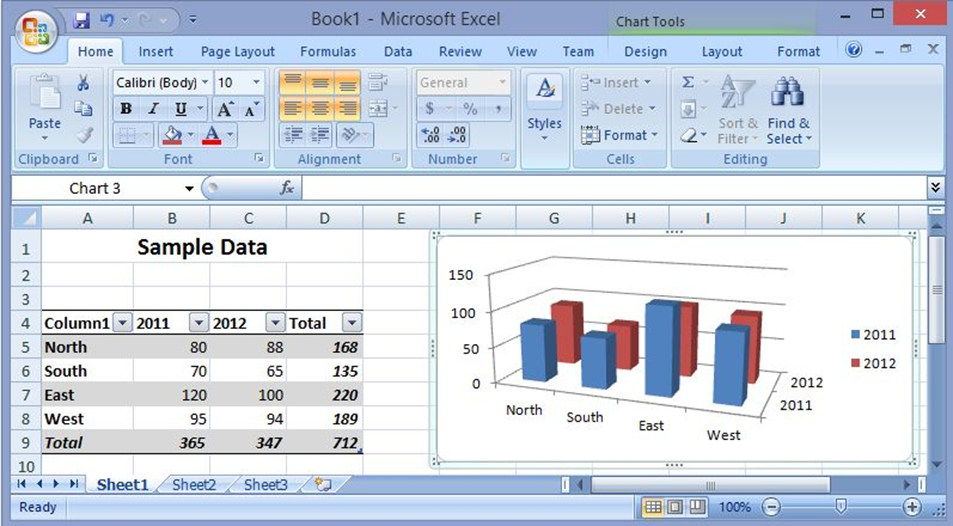 Book1 - Microsoft Excel
Chart Tools
Home Insert Page Layout Formulas Data Review View Team Design Layout Format
Calibri (Body) 10 General Insert Σ
Paste B I U A A $ % , Styles Delete Sort & Filter Find & Select
Format
Clipboard Font Alignment Number Cells Editing
Chart 3 fx
A B C D E F G H I J K
1 Sample Data
2
3
4 Column1 2011 2012 Total
5 North 80 88 168
6 South 70 65 135
7 East 120 100 220
8 West 95 94 189
9 Total 365 347 712
10
150
100
50
0
North South East West
2012
2011
2011
2012
Sheet1 Sheet2 Sheet3
Ready 100%